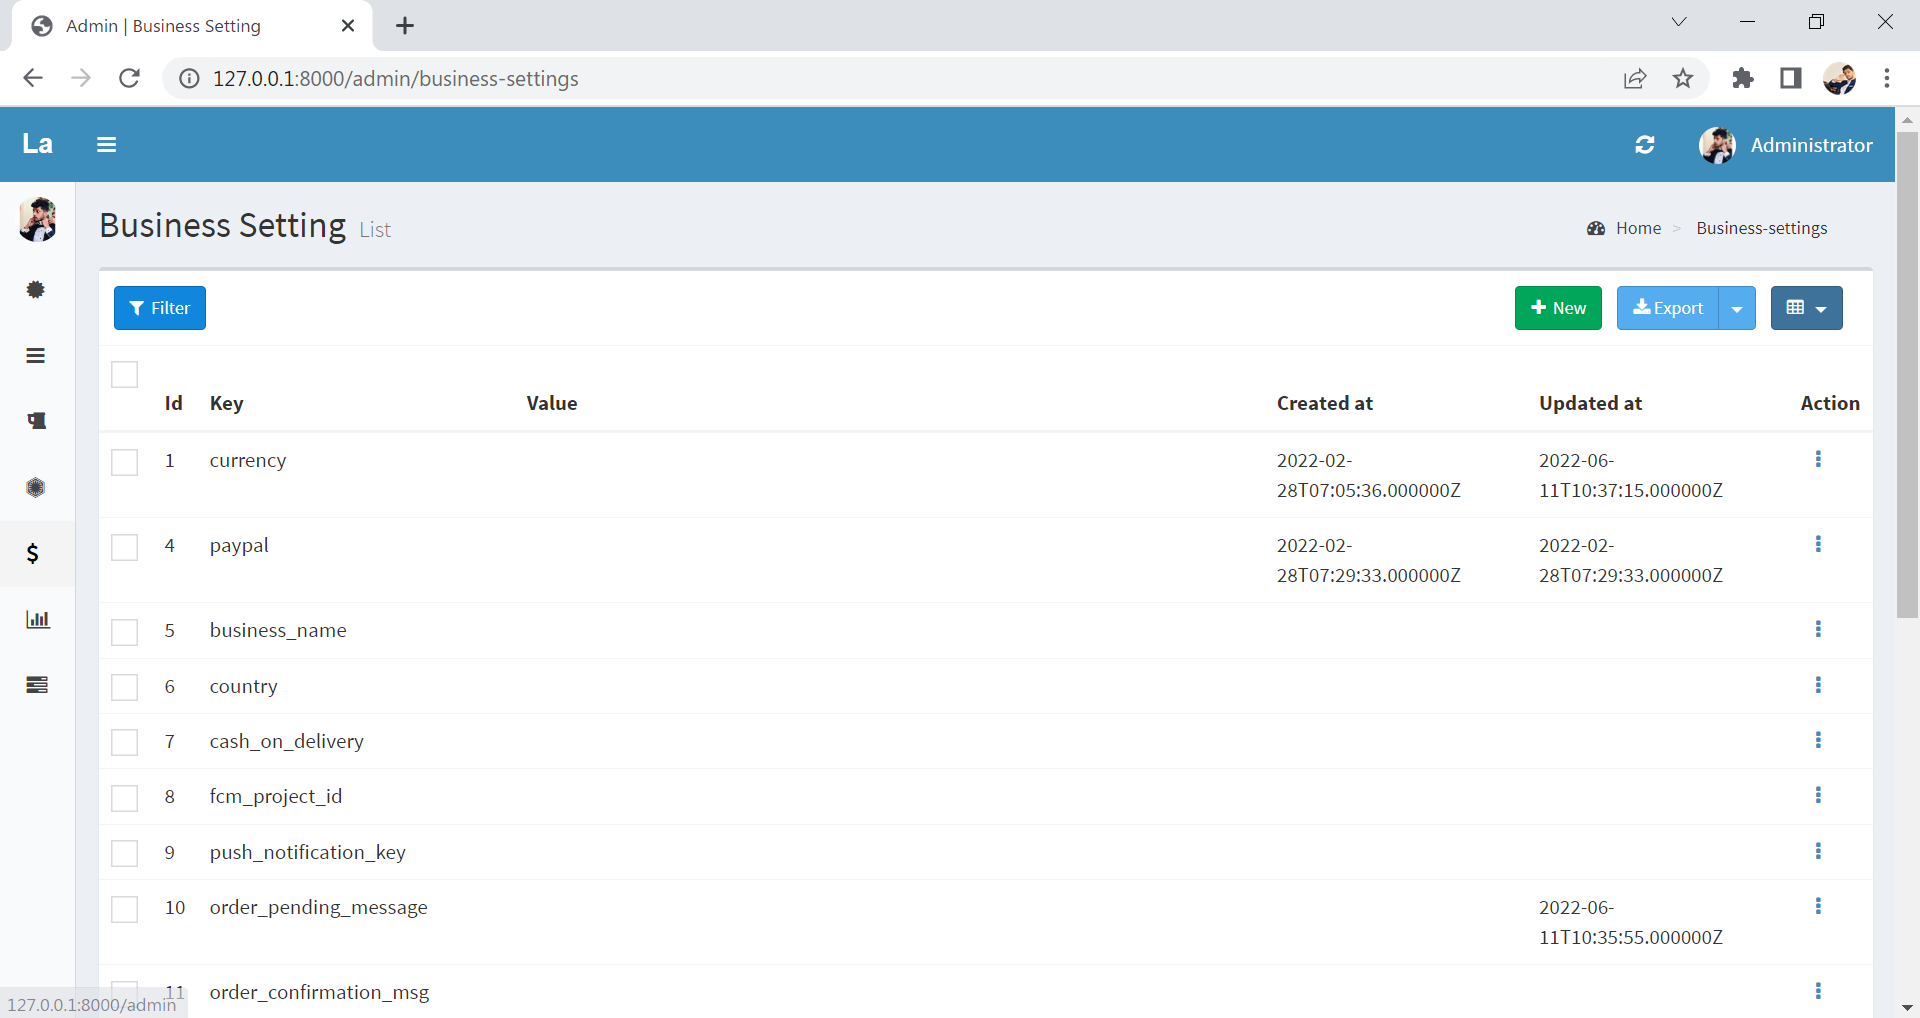 Admin | Business Setting
127.0.0.1:8000/admin/business-settings
La
Administrator
Business Setting List
Home > Business-settings
Filter
New
Export
Id Key Value Created at Updated at Action
1 currency 2022-02-28T07:05:36.000000Z 2022-06-11T10:37:15.000000Z
4 paypal 2022-02-28T07:29:33.000000Z 2022-02-28T07:29:33.000000Z
5 business_name
6 country
7 cash_on_delivery
8 fcm_project_id
9 push_notification_key
10 order_pending_message 2022-06-11T10:35:55.000000Z
11 order_confirmation_msg
127.0.0.1:8000/admin